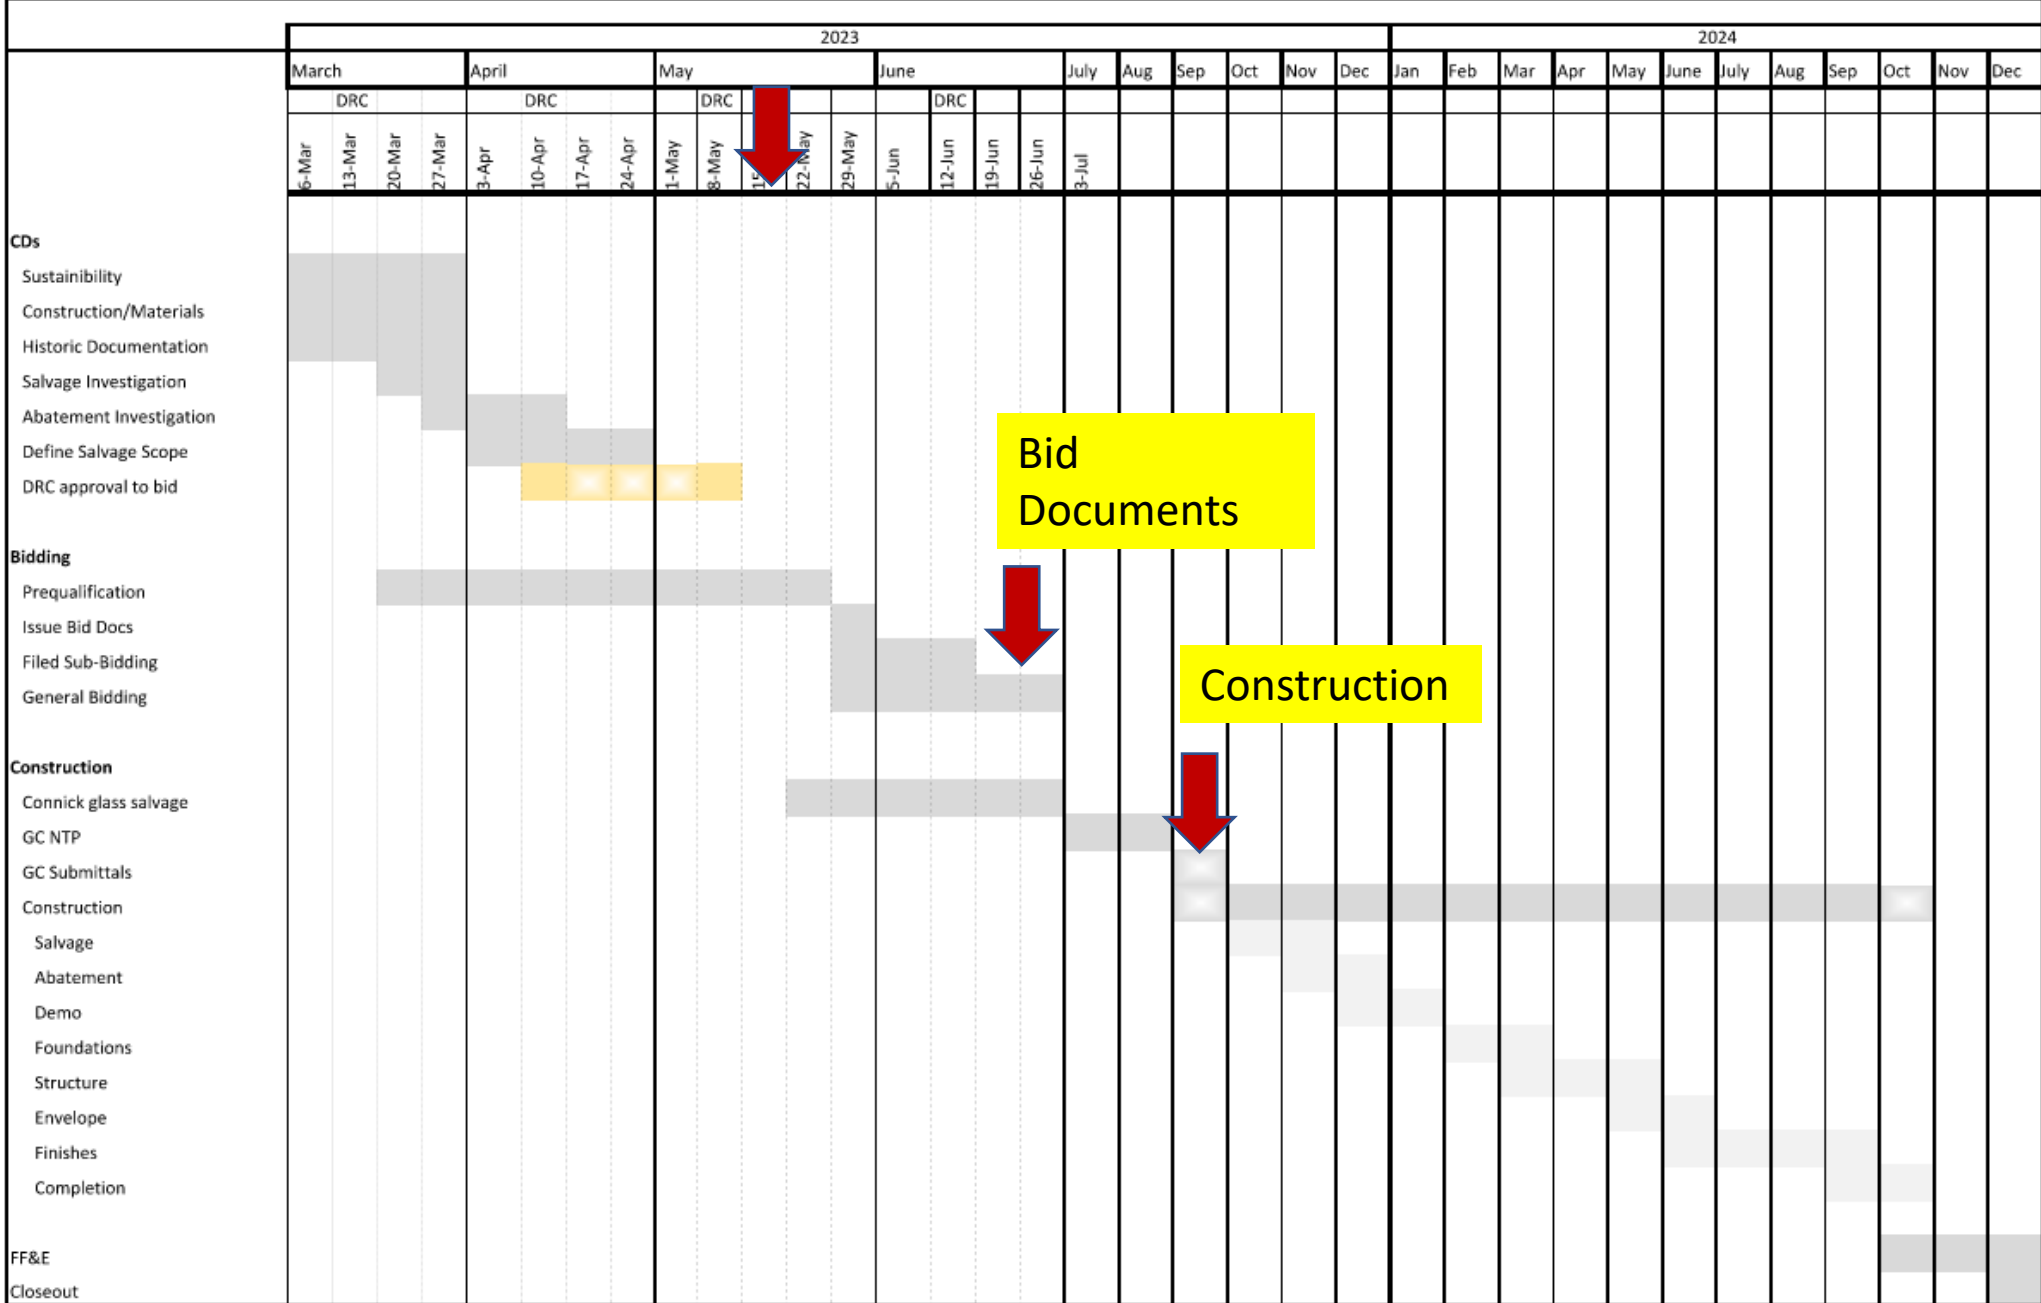 2023 2024
March April May June July Aug Sep Oct Nov Dec Jan Feb Mar Apr May June July Aug Sep Oct Nov Dec
DRC DRC DRC DRC
6-Mar 13-Mar 20-Mar 27-Mar 3-Apr 10-Apr 17-Apr 24-Apr 1-May 8-May 22-May 29-May 5-Jun 12-Jun 19-Jun 26-Jun 3-Jul
CDs
Sustainibility
Construction/Materials
Historic Documentation
Salvage Investigation
Abatement Investigation
Define Salvage Scope
DRC approval to bid
Bid
Documents
Bidding
Prequalification
Issue Bid Docs
Filed Sub-Bidding
General Bidding
Construction
Construction
Connick glass salvage
GC NTP
GC Submittals
Construction
Salvage
Abatement
Demo
Foundations
Structure
Envelope
Finishes
Completion
FF&E
Closeout